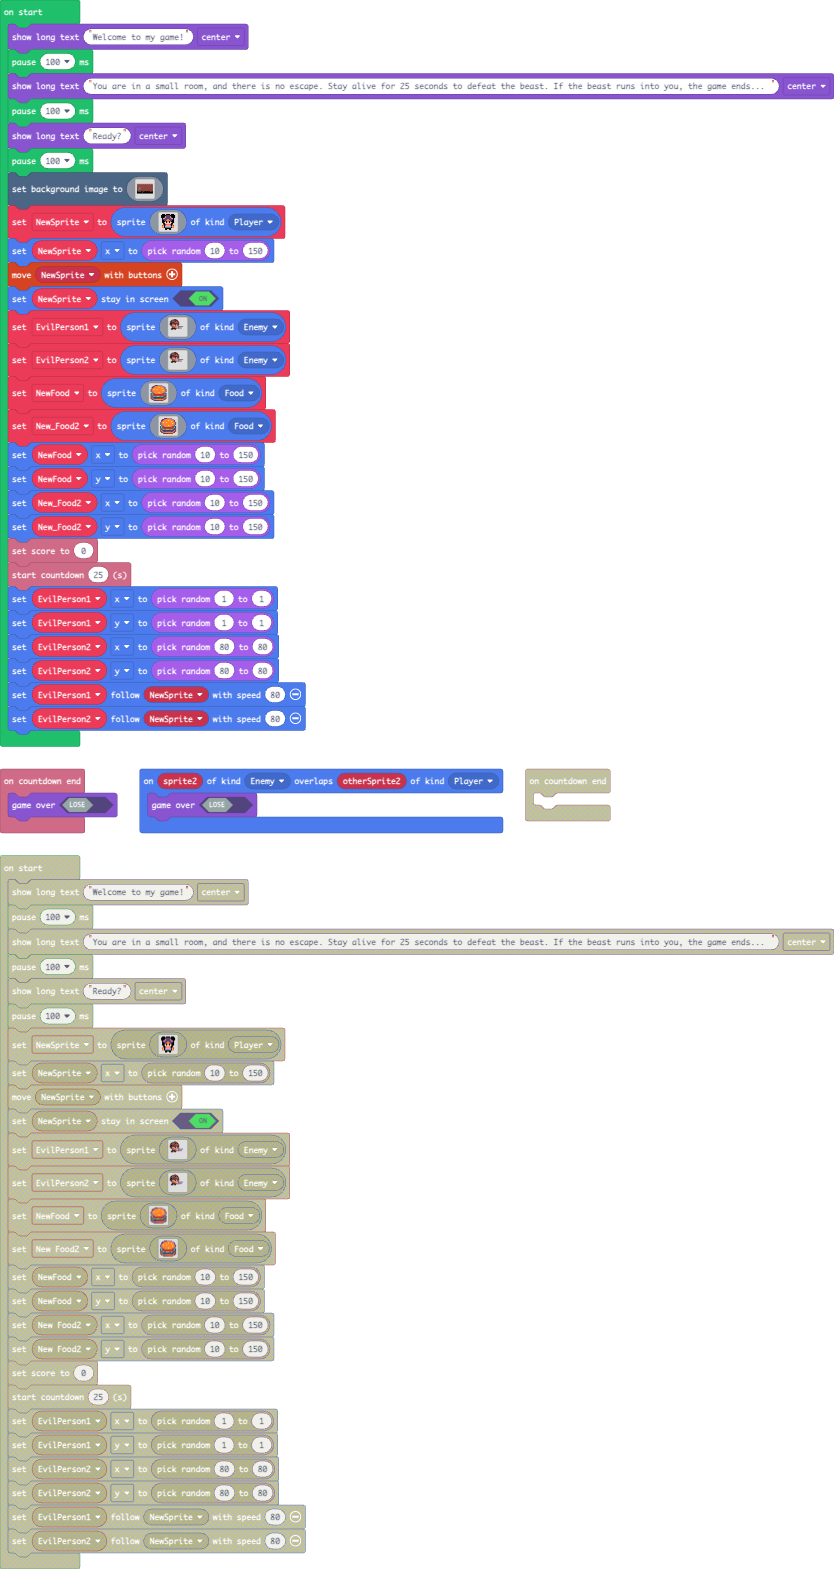 on start
show long text "Welcome to my game!" center
pause 100 ms
show long text "You are in a small room, and there is no escape. Stay alive for 25 seconds to defeat the beast. If the beast runs into you, the game ends... " center
pause 100 ms
show long text "Ready?" center
pause 100 ms
set background image to
set NewSprite to sprite of kind Player
set NewSprite x to pick random 10 to 150
move NewSprite with buttons
set NewSprite stay in screen ON
set EvilPerson1 to sprite of kind Enemy
set EvilPerson2 to sprite of kind Enemy
set NewFood to sprite of kind Food
set New_Food2 to sprite of kind Food
set NewFood x to pick random 10 to 150
set NewFood y to pick random 10 to 150
set New_Food2 x to pick random 10 to 150
set New_Food2 y to pick random 10 to 150
set score to 0
start countdown 25 (s)
set EvilPerson1 x to pick random 1 to 1
set EvilPerson1 y to pick random 1 to 1
set EvilPerson2 x to pick random 80 to 80
set EvilPerson2 y to pick random 80 to 80
set EvilPerson1 follow NewSprite with speed 80
set EvilPerson2 follow NewSprite with speed 80
on countdown end
game over LOSE
on sprite2 of kind Enemy overlaps otherSprite2 of kind Player
game over LOSE
on countdown end
on start
show long text "Welcome to my game!" center
pause 100 ms
show long text "You are in a small room, and there is no escape. Stay alive for 25 seconds to defeat the beast. If the beast runs into you, the game ends... " center
pause 100 ms
show long text "Ready?" center
pause 100 ms
set NewSprite to sprite of kind Player
set NewSprite x to pick random 10 to 150
move NewSprite with buttons
set NewSprite stay in screen ON
set EvilPerson1 to sprite of kind Enemy
set EvilPerson2 to sprite of kind Enemy
set NewFood to sprite of kind Food
set New Food2 to sprite of kind Food
set NewFood x to pick random 10 to 150
set NewFood y to pick random 10 to 150
set New Food2 x to pick random 10 to 150
set New Food2 y to pick random 10 to 150
set score to 0
start countdown 25 (s)
set EvilPerson1 x to pick random 1 to 1
set EvilPerson1 y to pick random 1 to 1
set EvilPerson2 x to pick random 80 to 80
set EvilPerson2 y to pick random 80 to 80
set EvilPerson1 follow NewSprite with speed 80
set EvilPerson2 follow NewSprite with speed 80